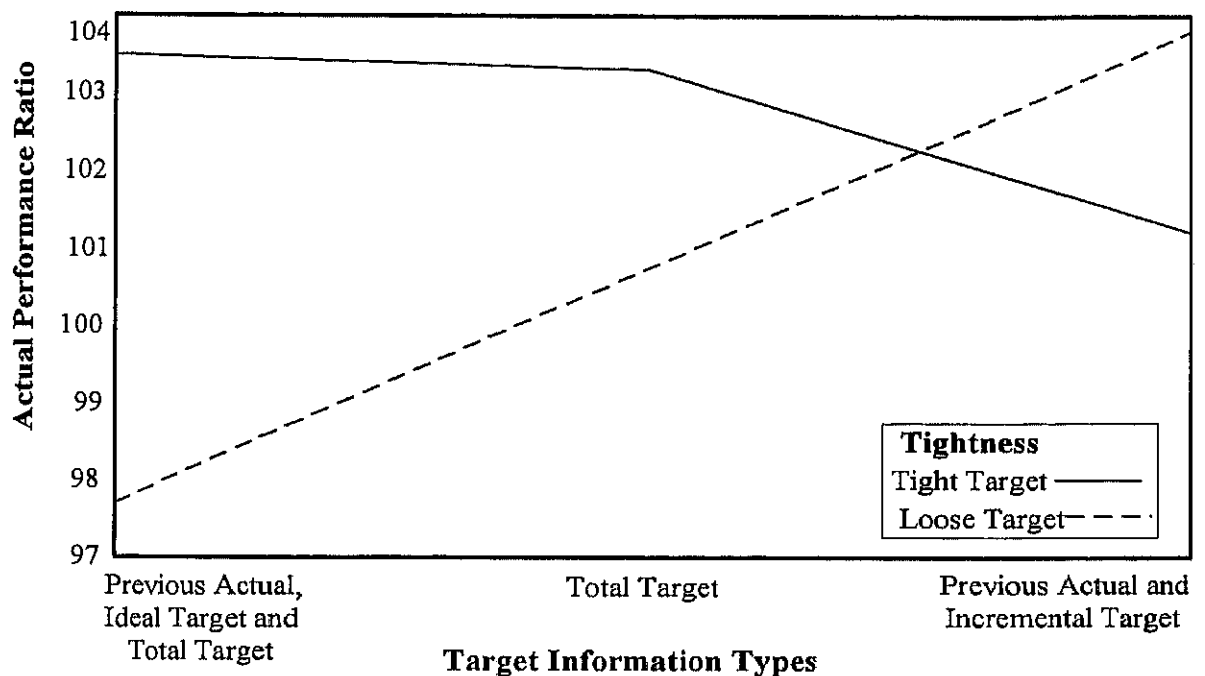 104
103
102
101
100
99
98
97
Actual Performance Ratio
Tightness
Tight Target
Loose Target
Previous Actual,
Ideal Target and
Total Target
Total Target
Previous Actual and
Incremental Target
Target Information Types